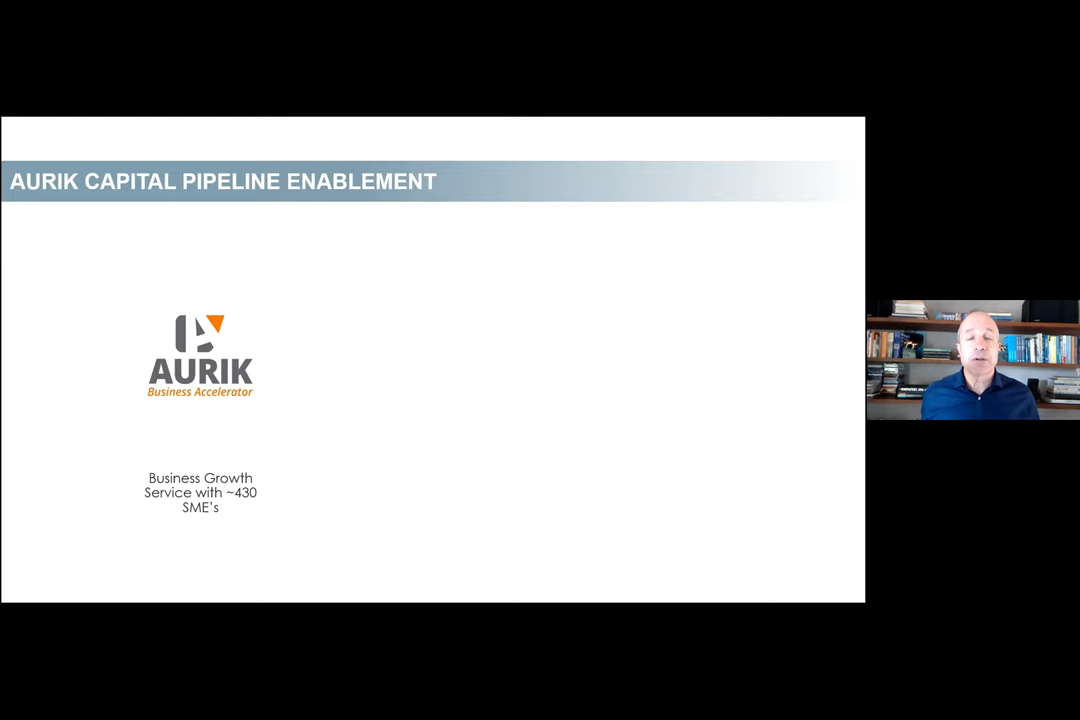 AURIK CAPITAL PIPELINE ENABLEMENT
AURIK
Business Accelerator
Business Growth
Service with ~430
SME's